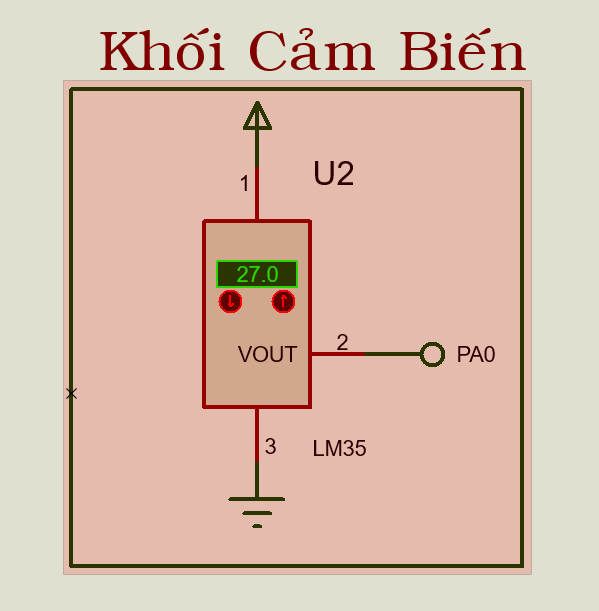 Khối Cảm Biến
U2
1
27.0
2
VOUT
PA0
3
LM35